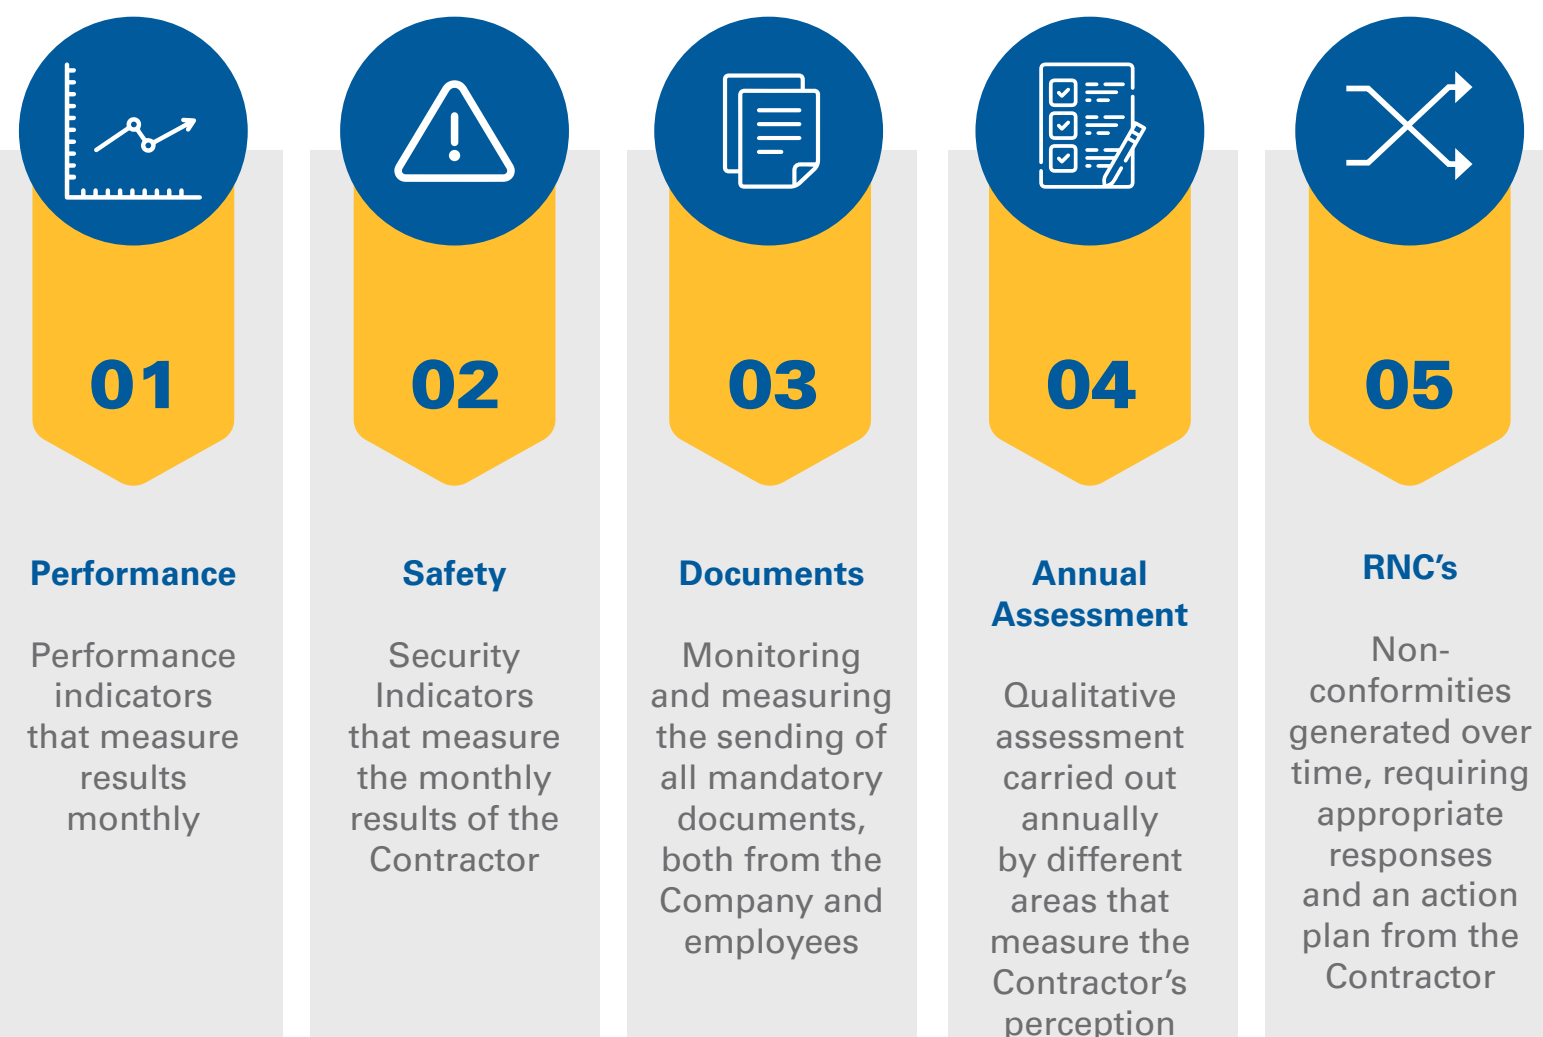 01
Performance
Performance
indicators
that measure
results
monthly
02
Safety
Security
Indicators
that measure
the monthly
results of the
Contractor
03
Documents
Monitoring
and measuring
the sending of
all mandatory
documents,
both from the
Company and
employees
04
Annual
Assessment
Qualitative
assessment
carried out
annually
by different
areas that
measure the
Contractor’s
perception
05
RNC’s
Non-
conformities
generated over
time, requiring
appropriate
responses
and an action
plan from the
Contractor